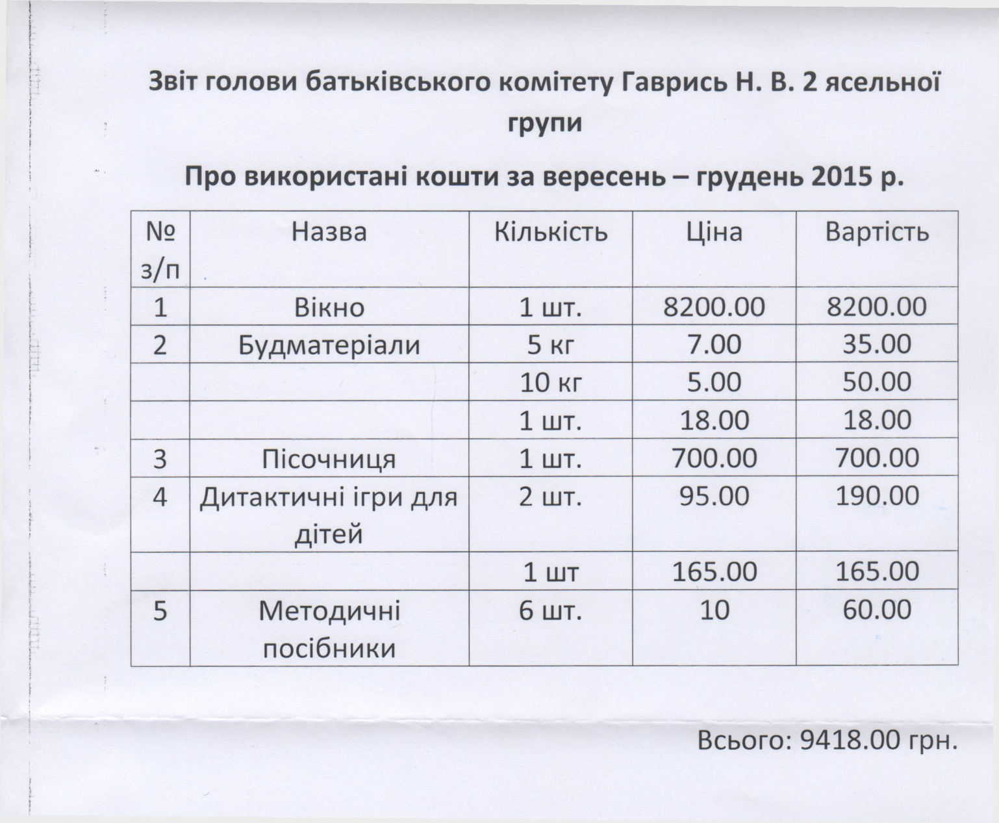 Звіт голови батьківського комітету Гаврись Н. В. 2 ясельної
групи
Про використані кошти за вересень – грудень 2015 р.
№ з/п Назва Кількість Ціна Вартість
1 Вікно 1 шт. 8200.00 8200.00
2 Будматеріали 5 кг 7.00 35.00
10 кг 5.00 50.00
1 шт. 18.00 18.00
3 Пісочниця 1 шт. 700.00 700.00
4 Дитактичні ігри для дітей 2 шт. 95.00 190.00
1 шт 165.00 165.00
5 Методичні посібники 6 шт. 10 60.00
Всього: 9418.00 грн.